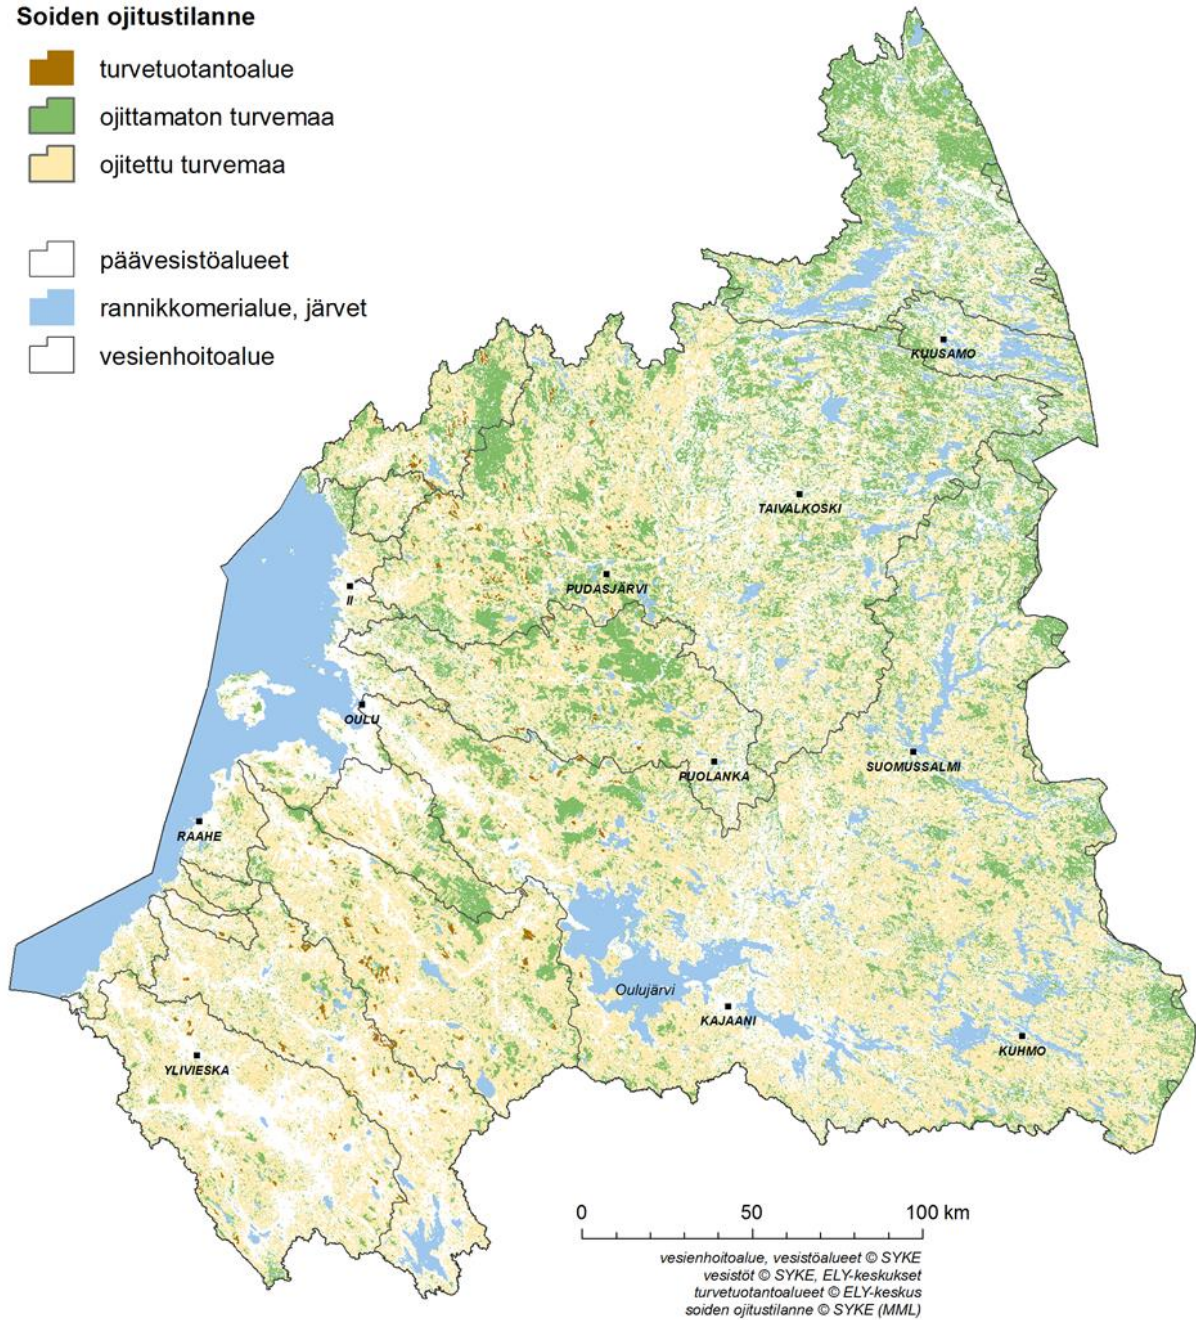 Soiden ojitustilanne
turvetuotantoalue
ojittamaton turvemaa
ojitettu turvemaa
päävesistöalueet
rannikkomerialue, järvet
vesienhoitoalue
KUUSAMO
TAIVALKOSKI
PUDASJÄRVI
II
OULU
SUOMUSSALMI
PUOLANKA
RAAHE
Oulujärvi
KAJAANI
KUHMO
YLIVIESKA
0 50 100 km
vesienhoitoalue, vesistöalueet © SYKE
vesistöt © SYKE, ELY-keskukset
turvetuotantoalueet © ELY-keskus
soiden ojitustilanne © SYKE (MML)